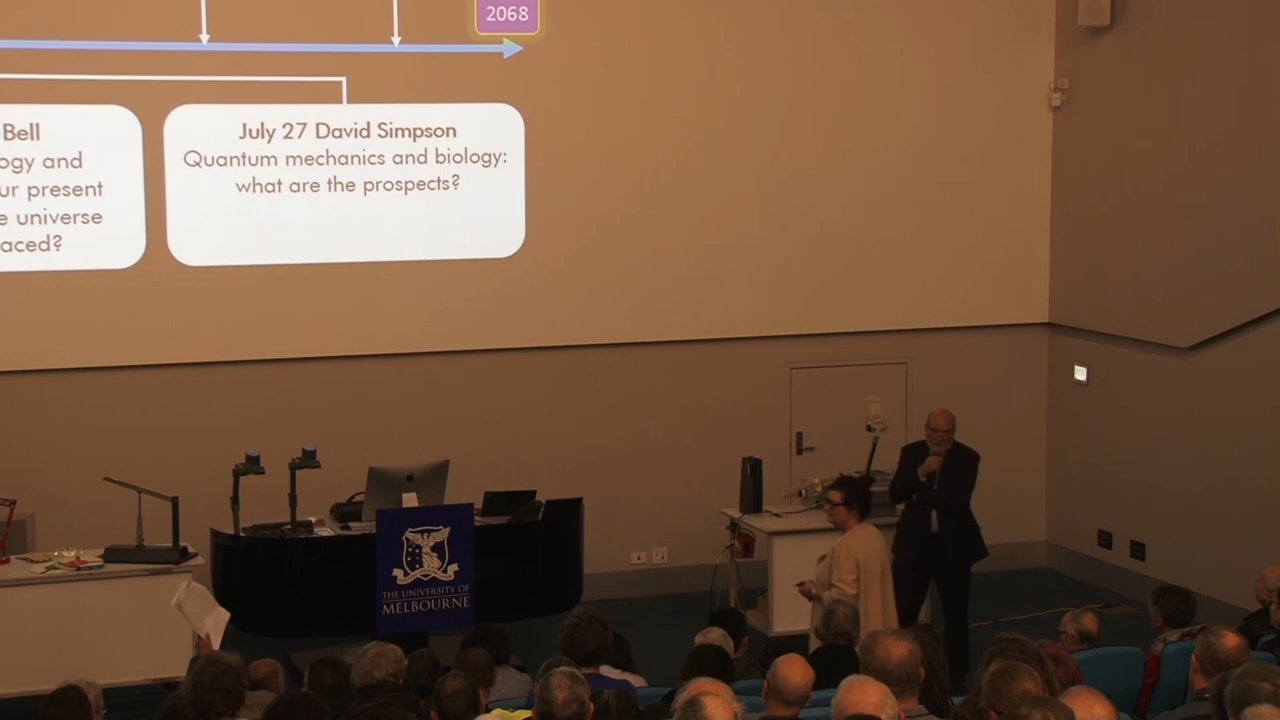 2068
Bell
ogy and
ur present
e universe
aced?
July 27 David Simpson
Quantum mechanics and biology:
what are the prospects?
THE UNIVERSITY OF
MELBOURNE